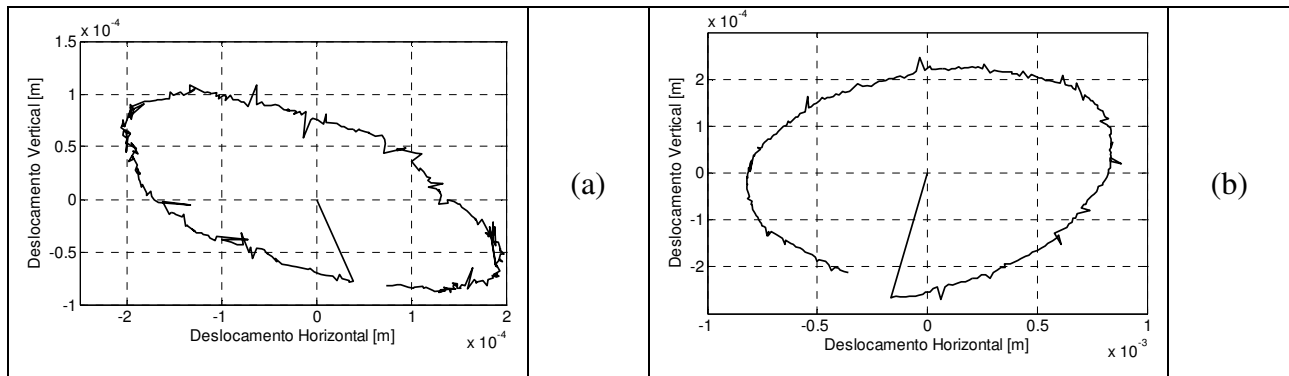 x 10⁻⁴
1.5
1
0.5
0
-0.5
-1
Deslocamento Vertical [m]
-2 -1 0 1 2
Deslocamento Horizontal [m]
x 10⁻⁴
(a)
x 10⁻⁴
2
1
0
-1
-2
Deslocamento Vertical [m]
-1 -0.5 0 0.5 1
Deslocamento Horizontal [m]
x 10⁻³
(b)